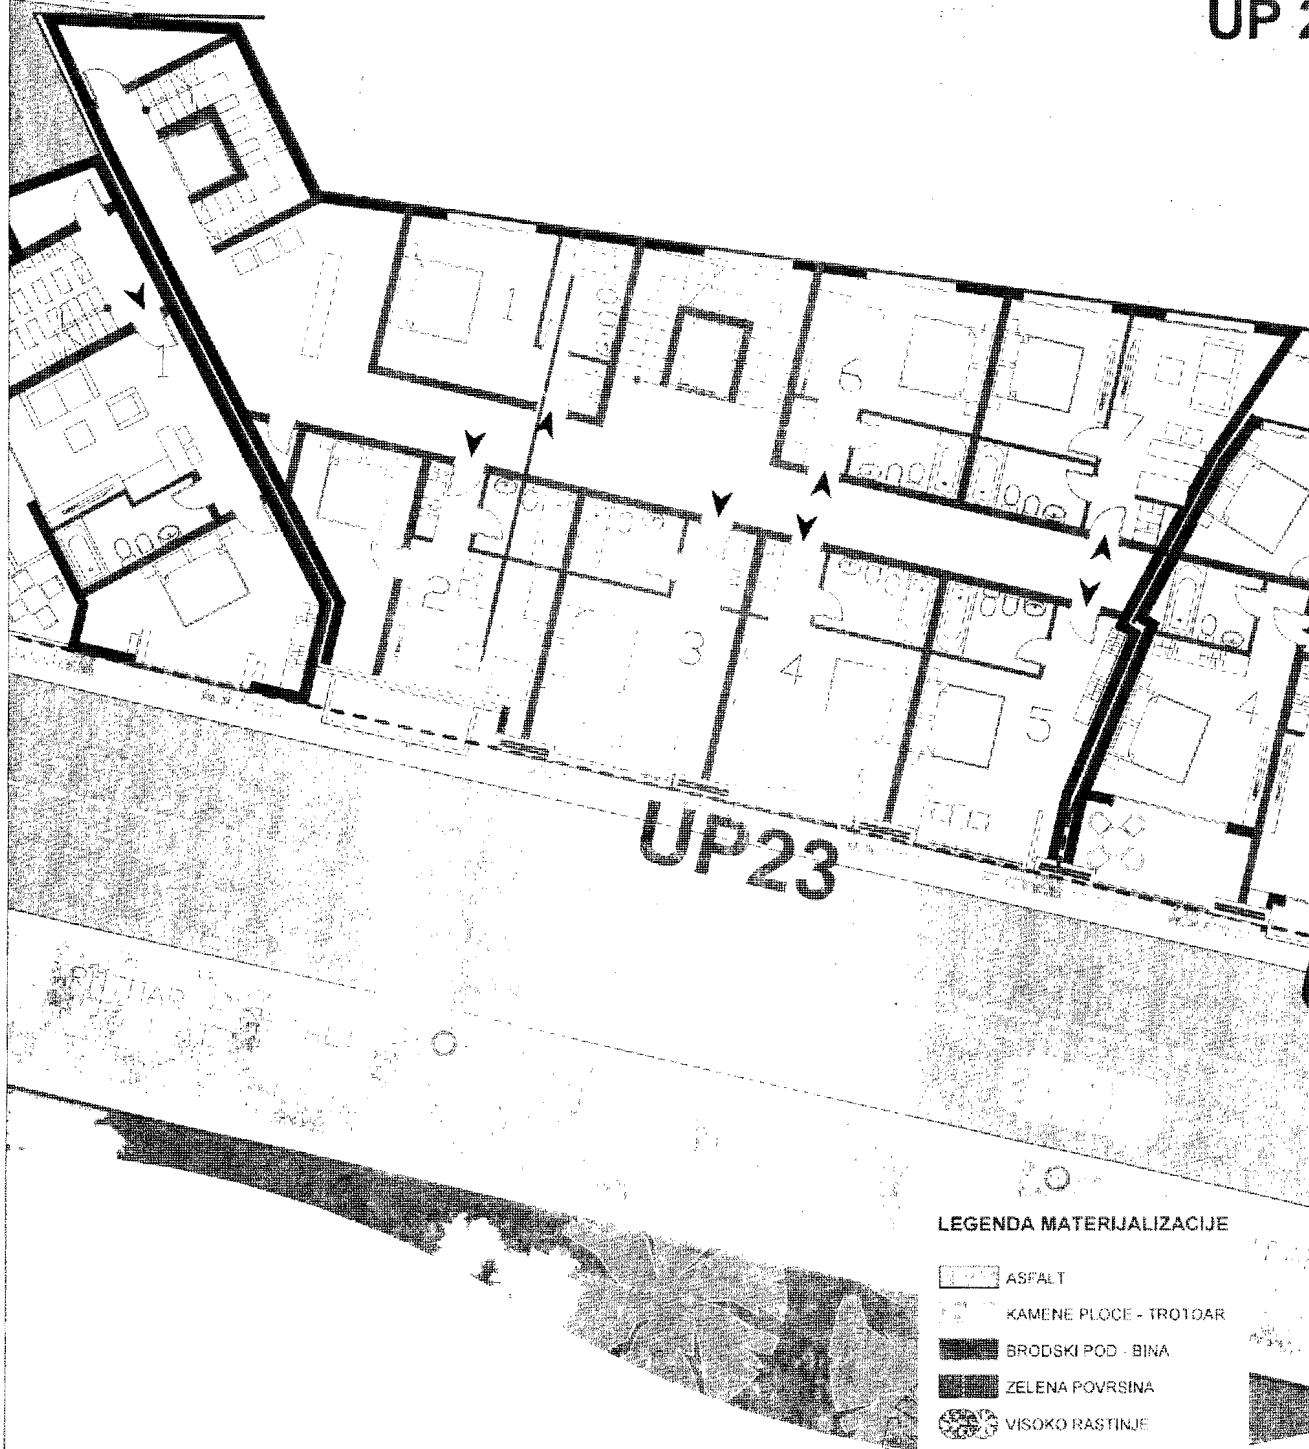 UP 2
1
1
6
7
2
3
4
5
4
UP23
LEGENDA MATERIJALIZACIJE
ASFALT
KAMENE PLOCE - TROTOAR
BRODSKI POD - BINA
ZELENA POVRSINA
VISOKO RASTINJE